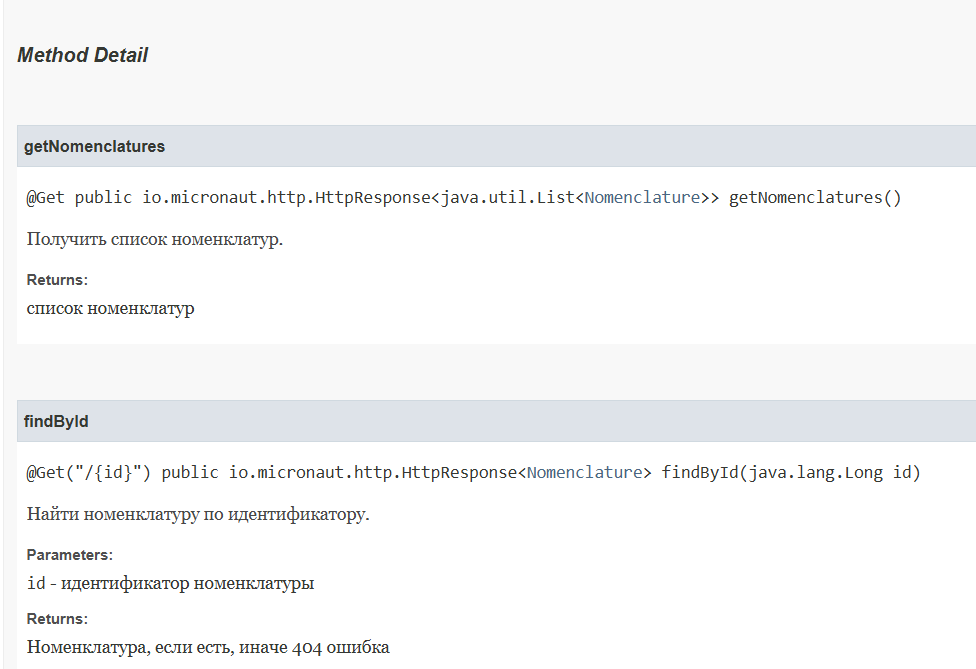 Method Detail
getNomenclatures
@Get public io.micronaut.http.HttpResponse<java.util.List<Nomenclature>> getNomenclatures()
Получить список номенклатур.
Returns:
список номенклатур
findById
@Get("/{id}") public io.micronaut.http.HttpResponse<Nomenclature> findById(java.lang.Long id)
Найти номенклатуру по идентификатору.
Parameters:
id - идентификатор номенклатуры
Returns:
Номенклатура, если есть, иначе 404 ошибка